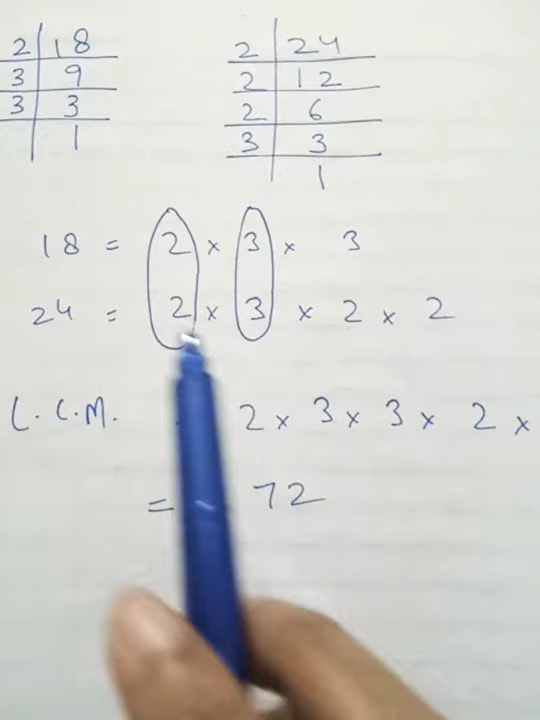 2 | 18
3 | 9
3 | 3
1
2 | 24
2 | 12
2 | 6
3 | 3
1
18 = 2 × 3 × 3
24 = 2 × 3 × 2 × 2
L.C.M. 2 × 3 × 3 × 2 ×
= 72